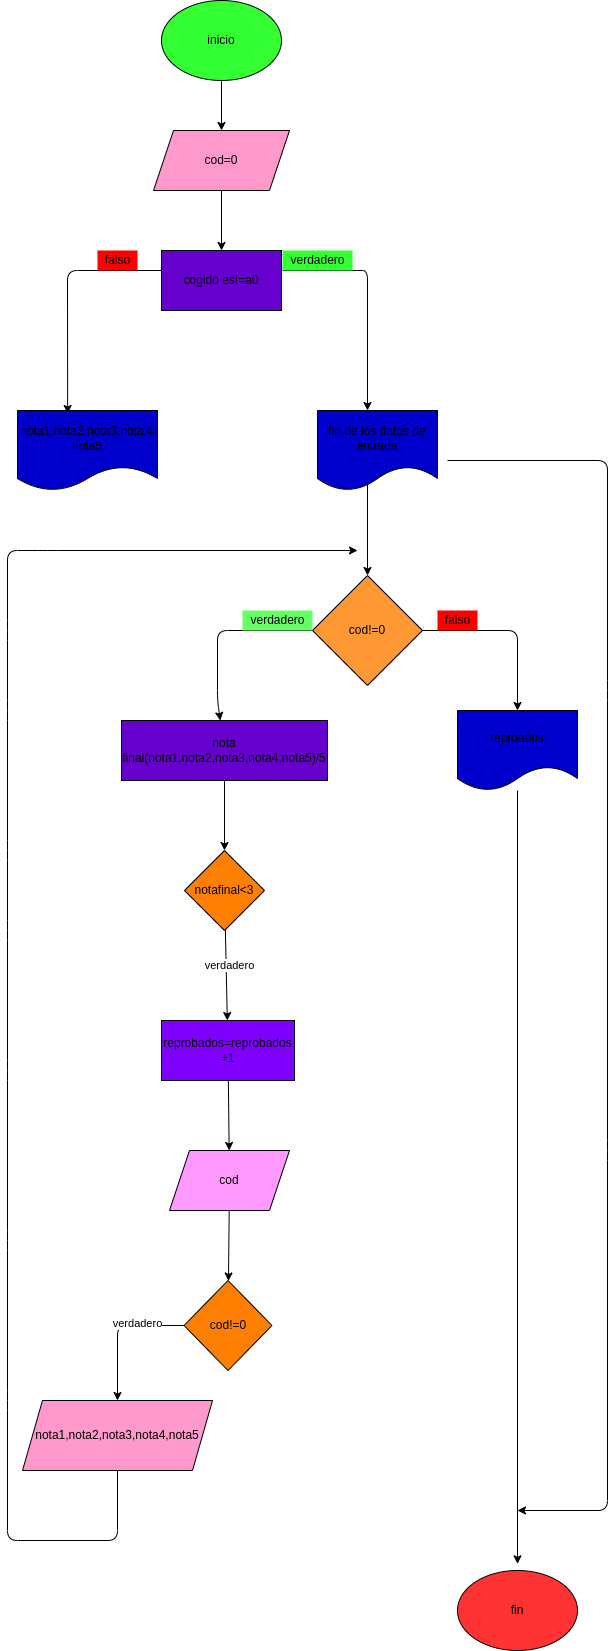 inicio
cod=0
falso
verdadero
cogido es!=a0
nota1,nota2,nota3,nota,4
nota5
fin de los datos de
entrada
verdadero
falso
cod!=0
nota
final(nota1,nota2,nota3,nota4,nota5)/5
reproados
notafinal<3
verdadero
reprobados=reprobados
+1
cod
verdadero
cod!=0
nota1,nota2,nota3,nota4,nota5
fin